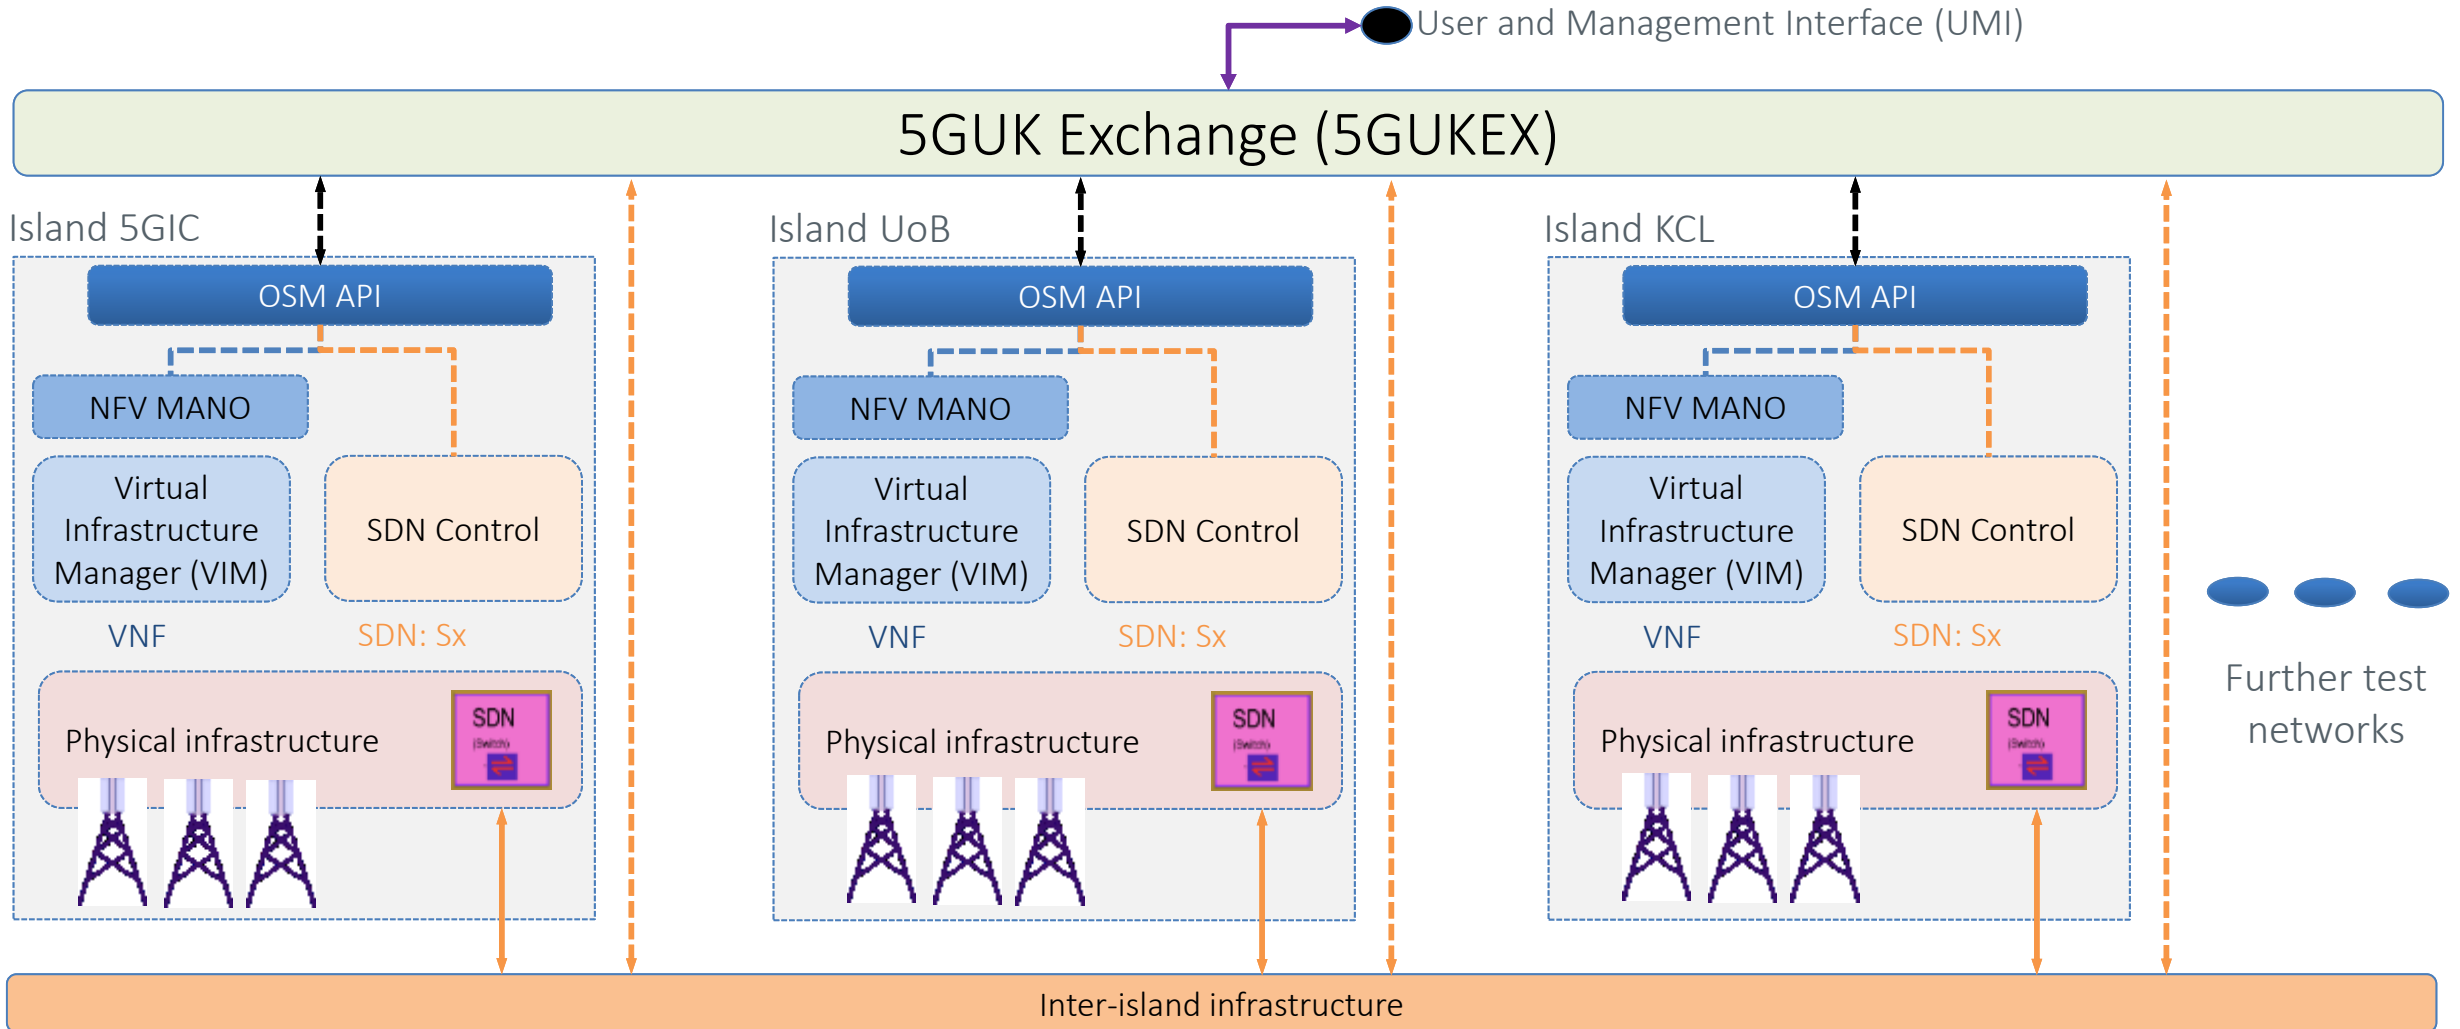 User and Management Interface (UMI)
5GUK Exchange (5GUKEX)
Island 5GIC
OSM API
NFV MANO
Virtual
Infrastructure
Manager (VIM)
SDN Control
VNF
SDN: Sx
Physical infrastructure
SDN
(Switch)
Island UoB
OSM API
NFV MANO
Virtual
Infrastructure
Manager (VIM)
SDN Control
VNF
SDN: Sx
Physical infrastructure
SDN
(Switch)
Island KCL
OSM API
NFV MANO
Virtual
Infrastructure
Manager (VIM)
SDN Control
VNF
SDN: Sx
Physical infrastructure
SDN
(Switch)
Further test
networks
Inter-island infrastructure